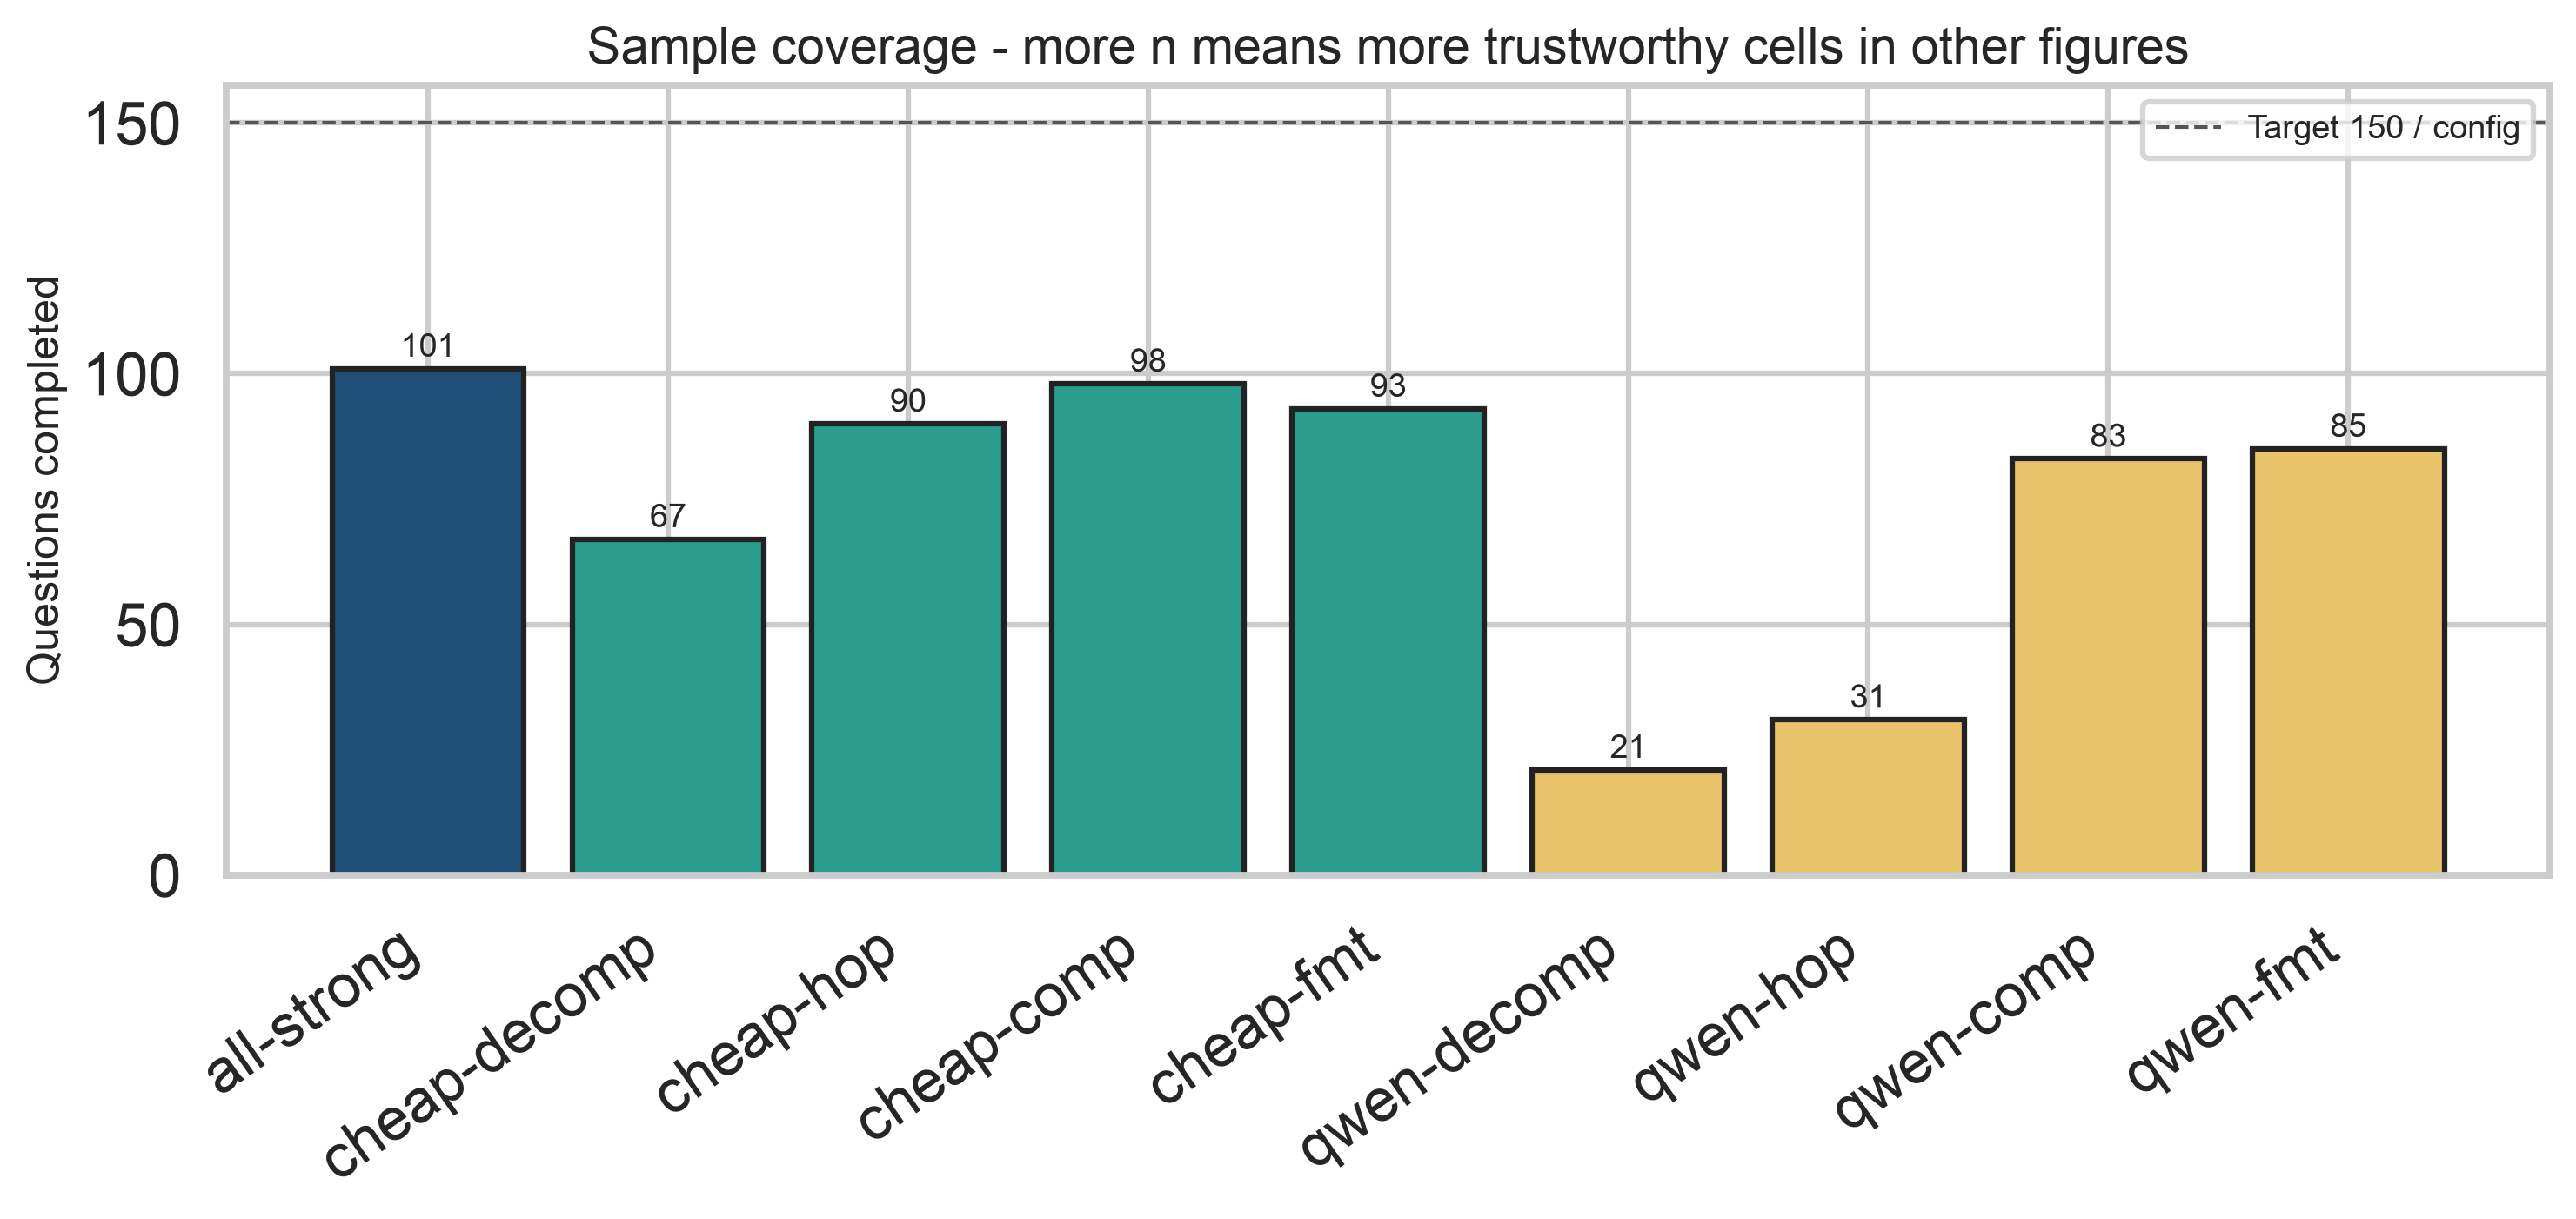 Sample coverage - more n means more trustworthy cells in other figures
Target 150 / config
Questions completed
150
100
50
0
101
67
90
98
93
21
31
83
85
all-strong
cheap-decomp
cheap-hop
cheap-comp
cheap-fmt
qwen-decomp
qwen-hop
qwen-comp
qwen-fmt